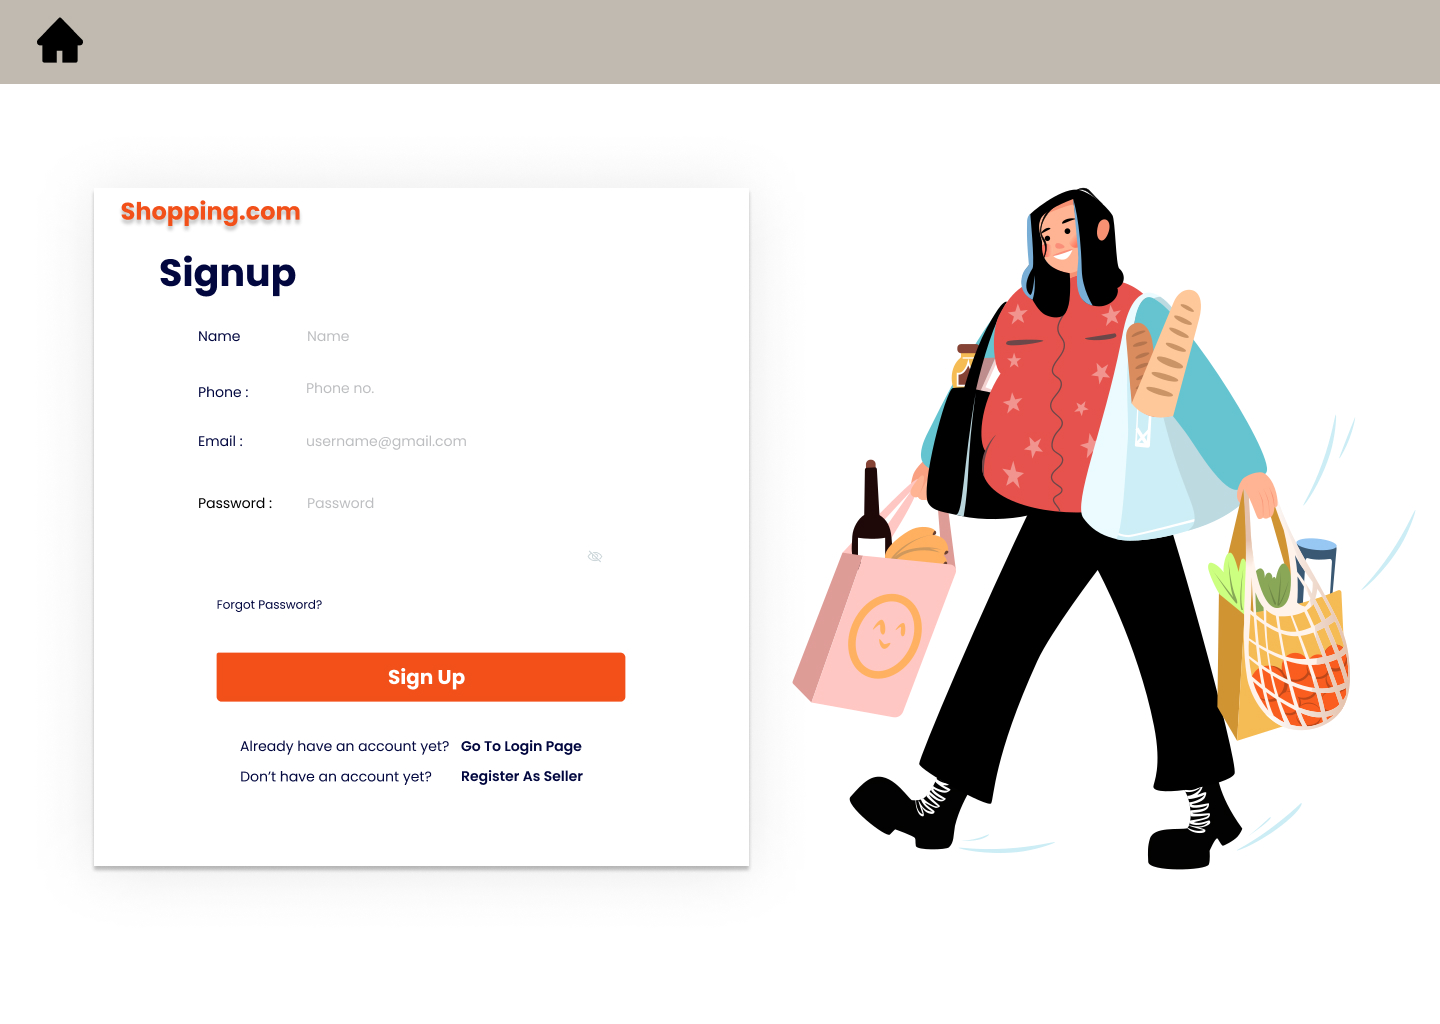 Shopping.com
Signup
Name Name
Phone : Phone no.
Email : username@gmail.com
Password : Password
Forgot Password?
Sign Up
Already have an account yet? Go To Login Page
Don’t have an account yet? Register As Seller